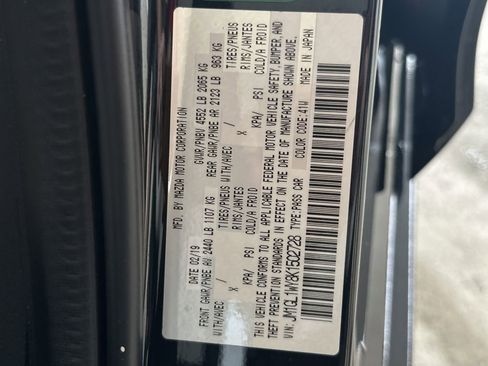 MFD. BY MAZDA MOTOR CORPORATION
DATE 02/19 GVWR/PNBV 4552 LB 2065 KG
FRONT GAWR/PNBE AV 2440 LB 1107 KG REAR GAWR/PNBE AR 2123 LB 963 KG
WITH/AVEC TIRES/PNEUS WITH/AVEC TIRES/PNEUS
X RIMS/JANTES X RIMS/JANTES
KPA/ PSI COLD/A FROID KPA/ PSI COLD/A FROID
THIS VEHICLE CONFORMS TO ALL APPLICABLE FEDERAL MOTOR VEHICLE SAFETY, BUMPER, AND
THEFT PREVENTION STANDARDS IN EFFECT ON THE DATE OF MANUFACTURE SHOWN ABOVE.
VIN: JM1GL1WY3K1502728 TYPE:PASS CAR COLOR: 41W MADE IN JAPAN